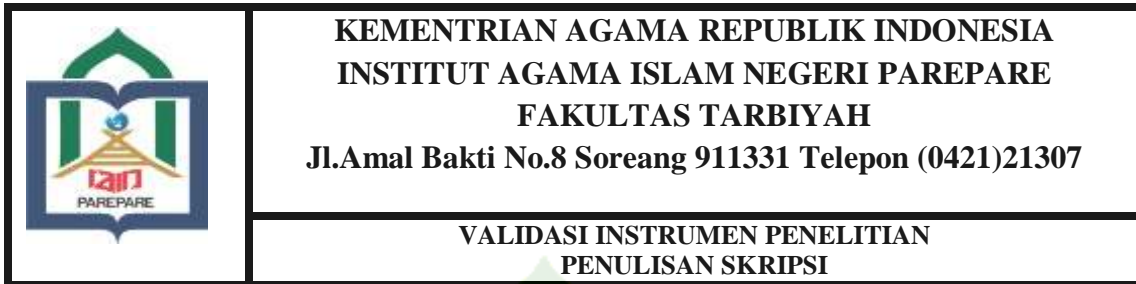 KEMENTRIAN AGAMA REPUBLIK INDONESIA
INSTITUT AGAMA ISLAM NEGERI PAREPARE
FAKULTAS TARBIYAH
Jl.Amal Bakti No.8 Soreang 911331 Telepon (0421)21307
iain
PAREPARE
VALIDASI INSTRUMEN PENELITIAN
PENULISAN SKRIPSI